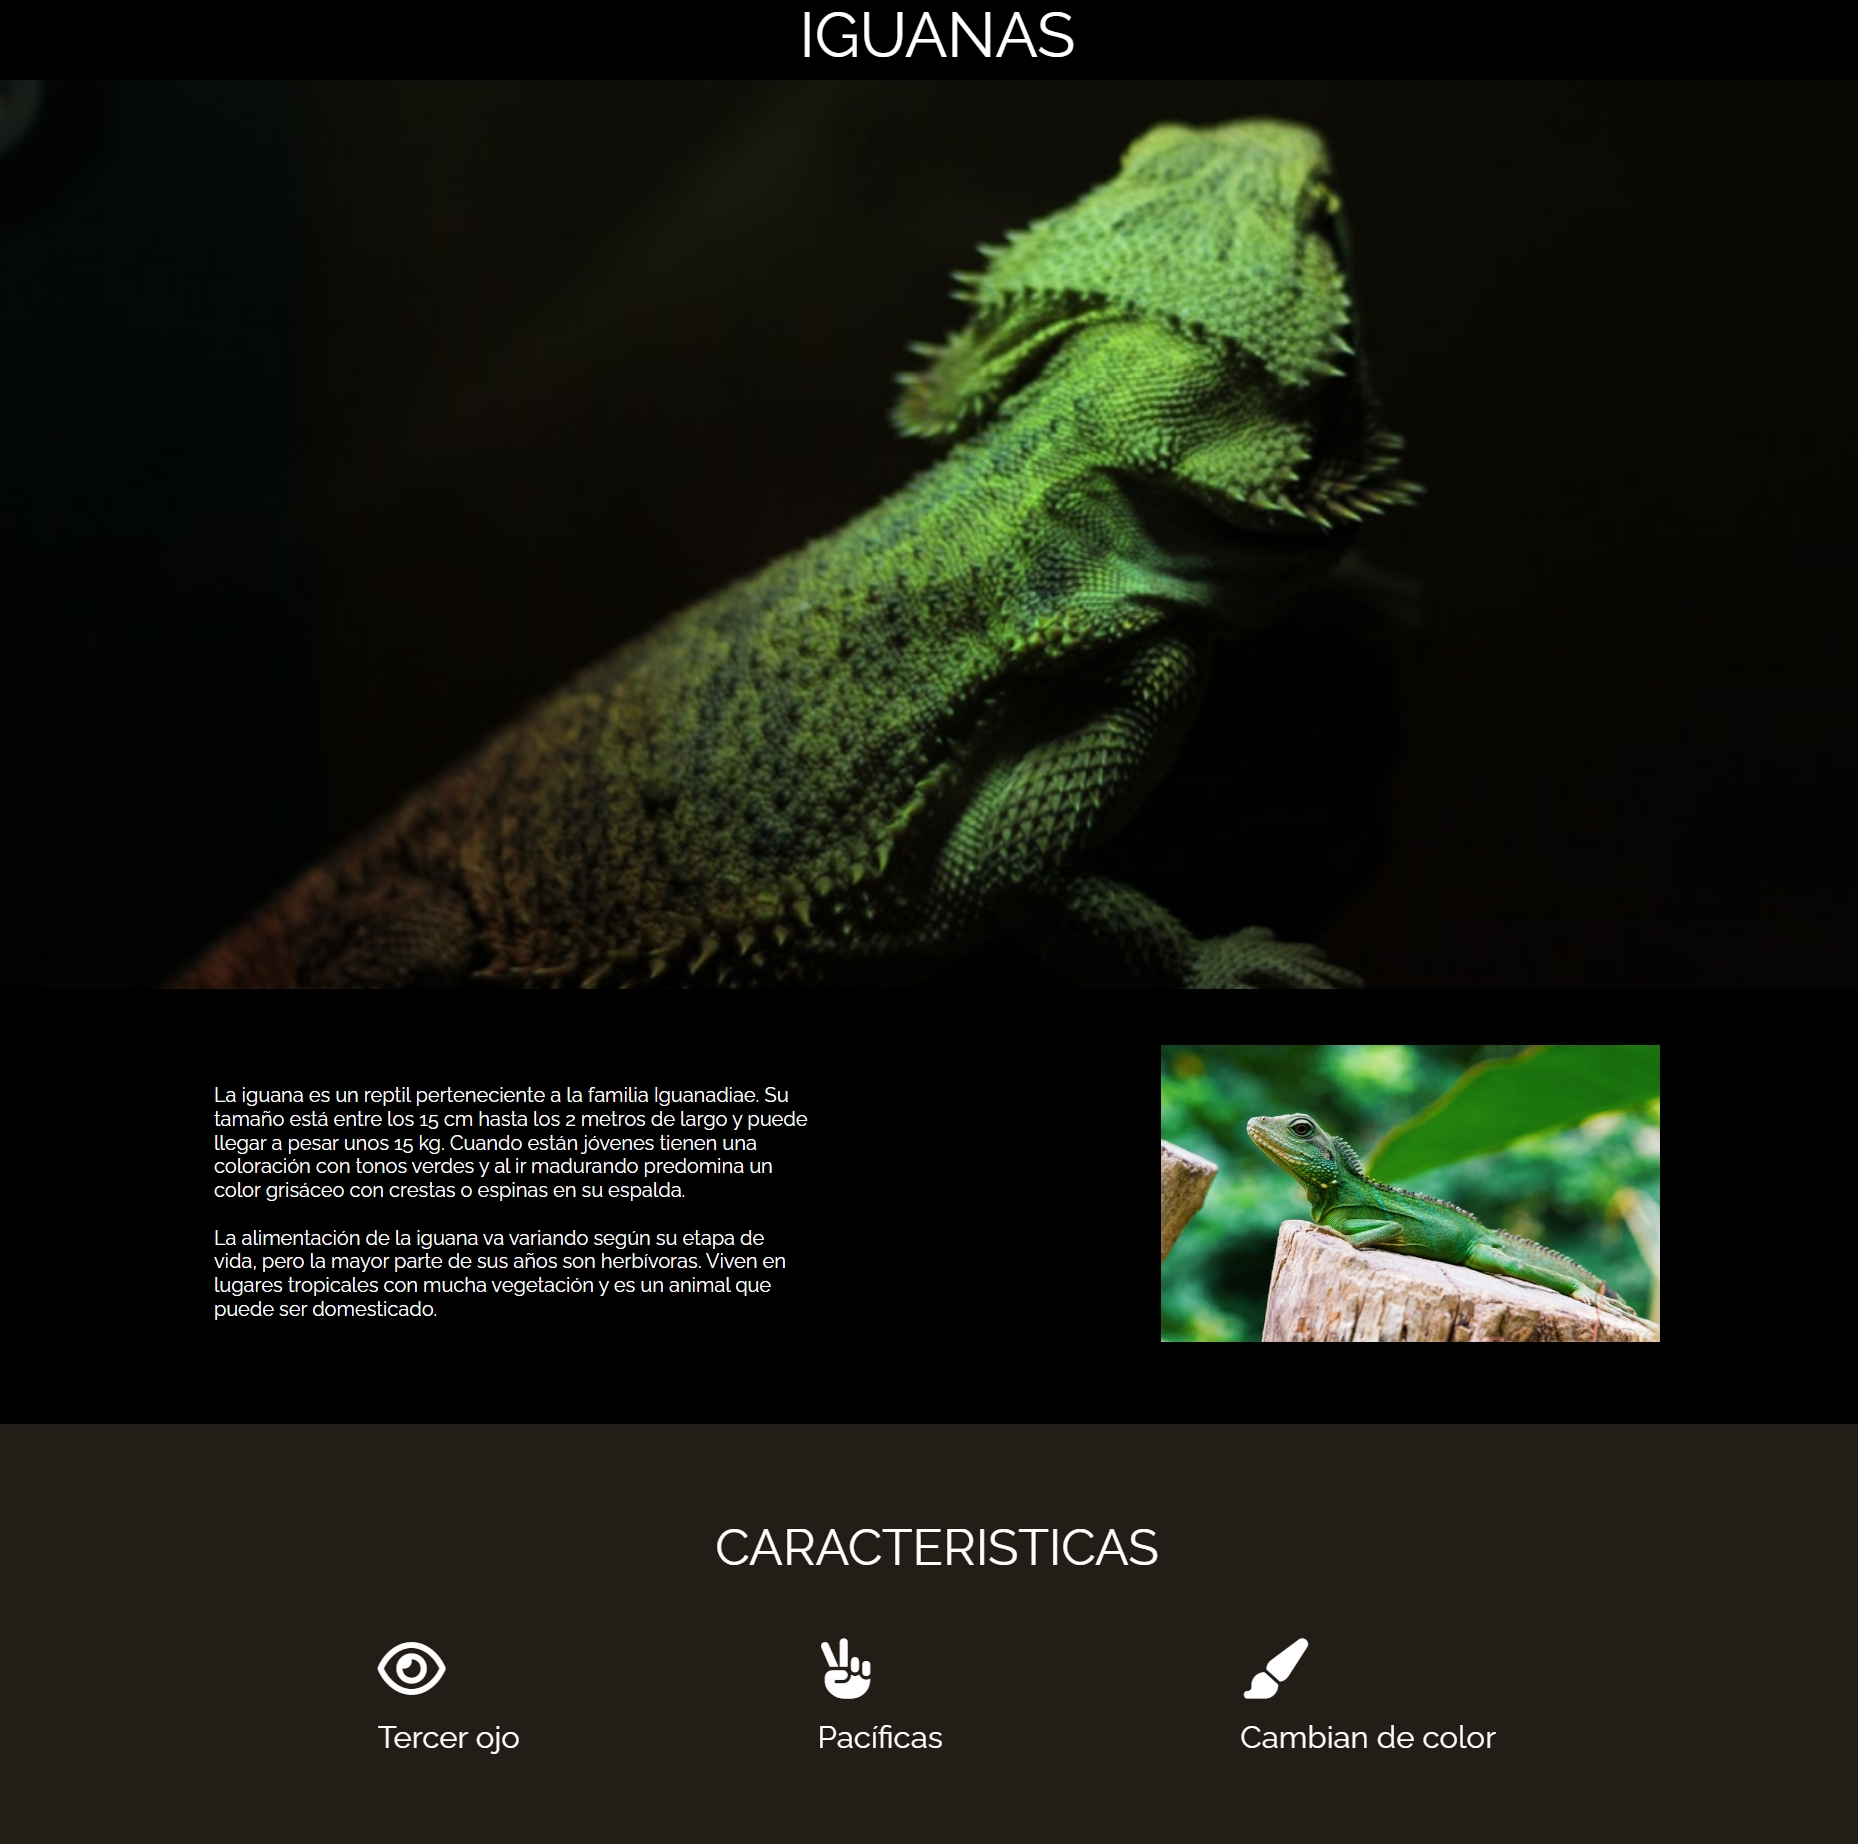 IGUANAS
La iguana es un reptil perteneciente a la familia Iguanadiae. Su
tamaño está entre los 15 cm hasta los 2 metros de largo y puede
llegar a pesar unos 15 kg. Cuando están jóvenes tienen una
coloración con tonos verdes y al ir madurando predomina un
color grisáceo con crestas o espinas en su espalda.
La alimentación de la iguana va variando según su etapa de
vida, pero la mayor parte de sus años son herbívoras. Viven en
lugares tropicales con mucha vegetación y es un animal que
puede ser domesticado.
CARACTERISTICAS
Tercer ojo
Pacíficas
Cambian de color